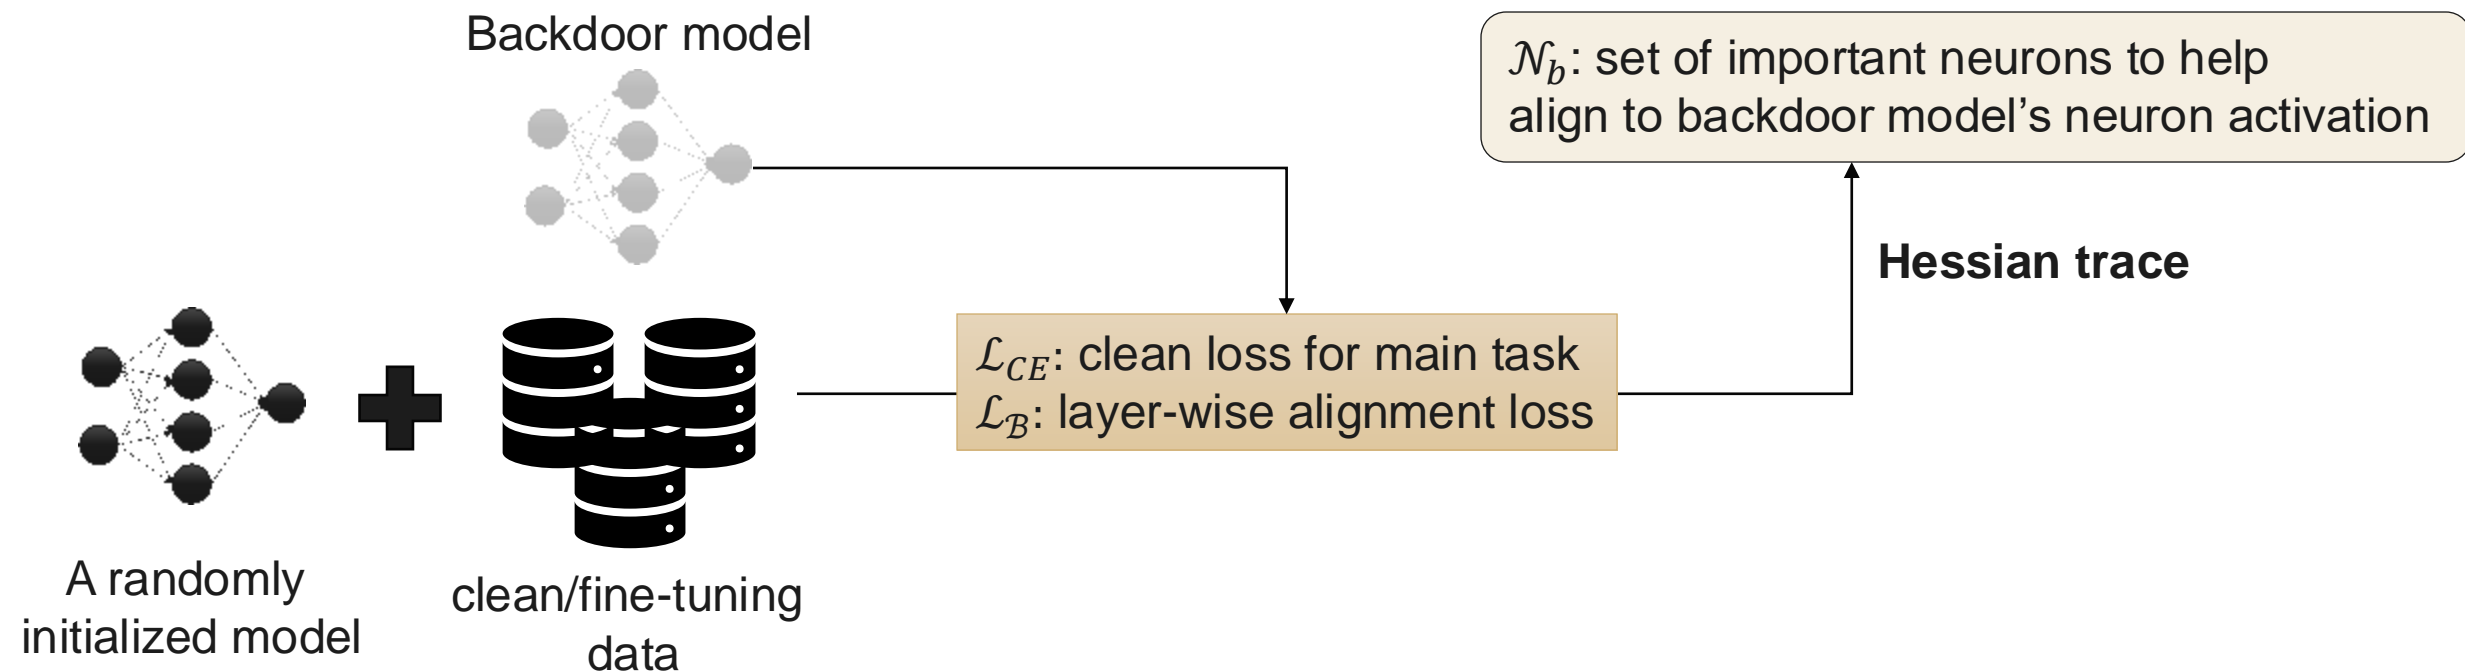 Backdoor model
𝒩_b: set of important neurons to help
align to backdoor model’s neuron activation
Hessian trace
ℒ_CE: clean loss for main task
ℒ_ℬ: layer-wise alignment loss
A randomly
initialized model
clean/fine-tuning
data